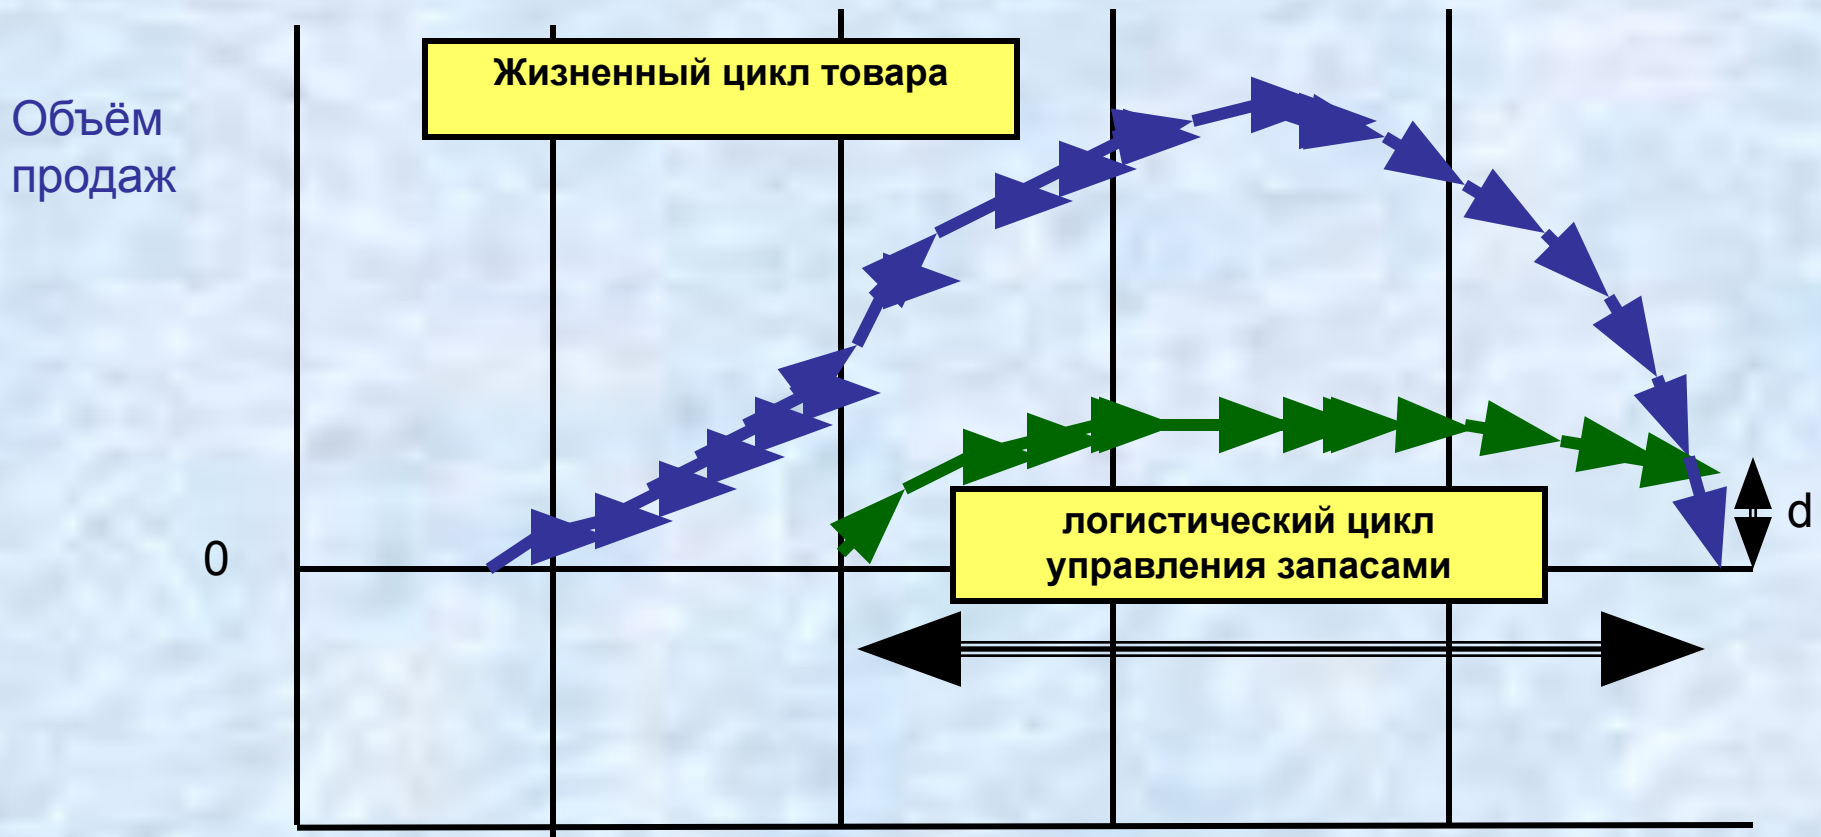 Жизненный цикл товара
Объём
продаж
0
логистический цикл
управления запасами
d